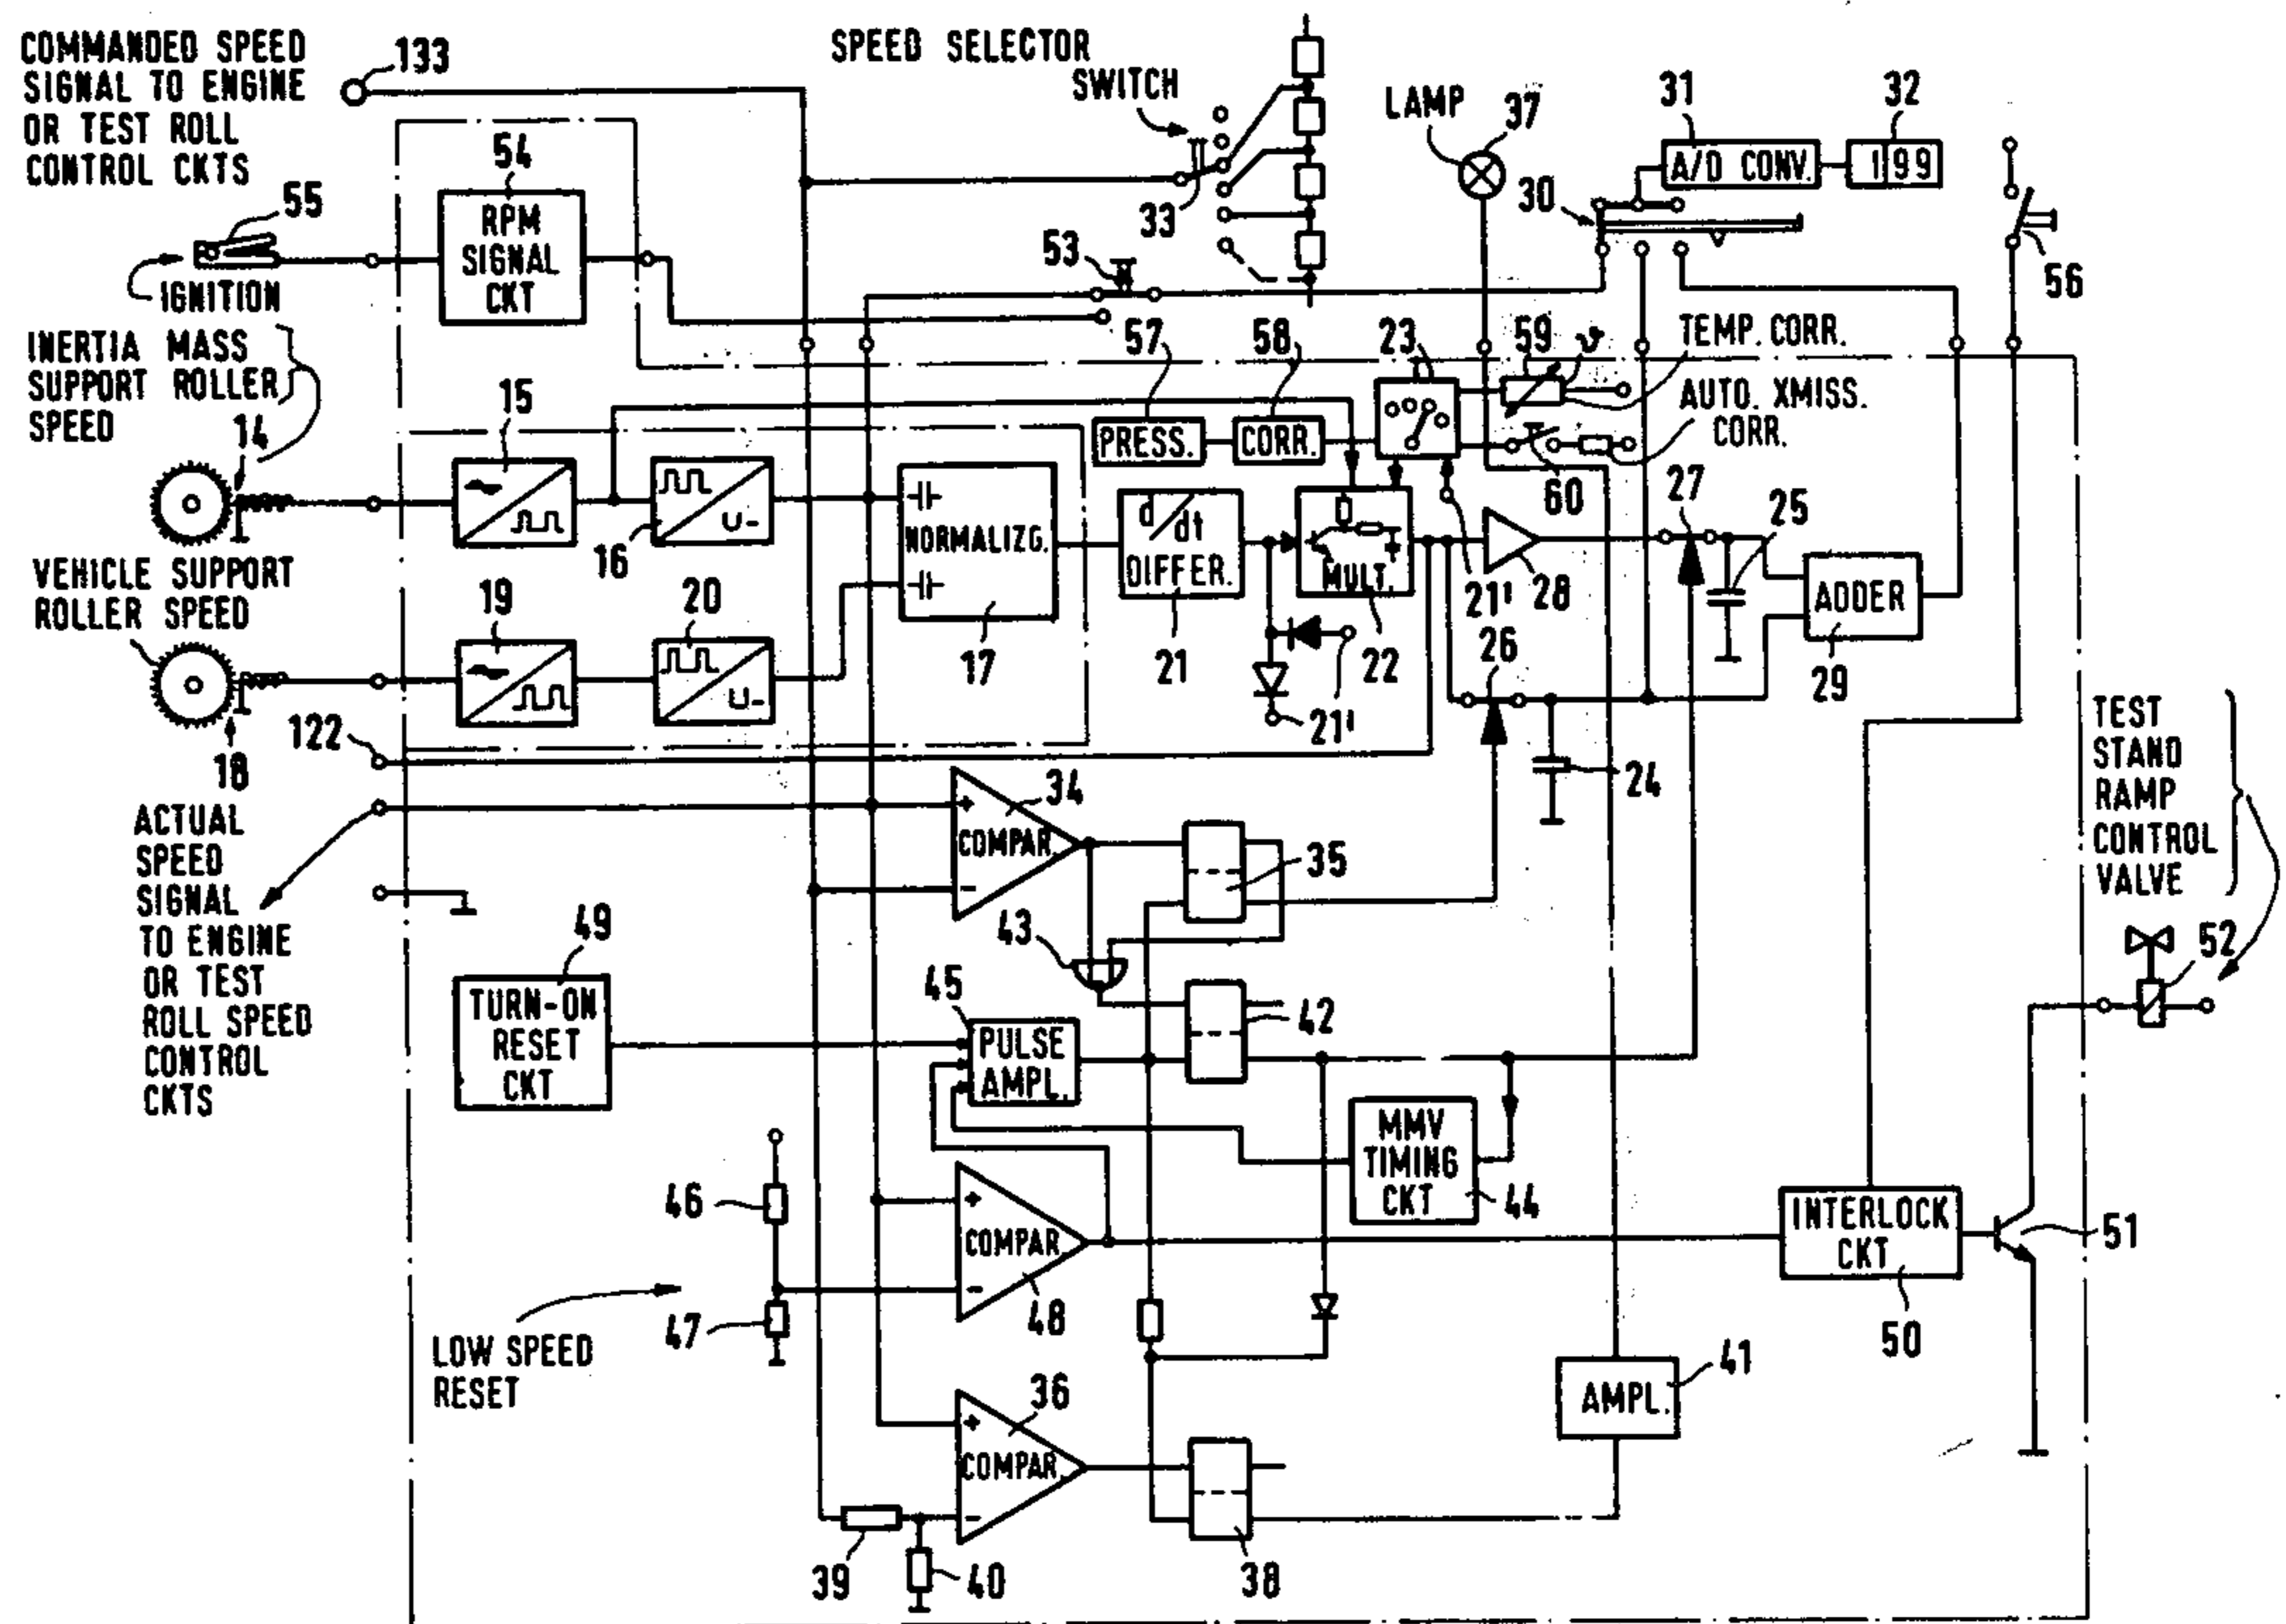 COMMANDED SPEED
SIGNAL TO ENGINE
OR TEST ROLL
CONTROL CKTS
133
SPEED SELECTOR
SWITCH
33
LAMP
37
31
32
A/D CONV.
199
30
56
54
RPM
SIGNAL
CKT
55
IGNITION
53
INERTIA MASS
SUPPORT ROLLER
SPEED
14
15
16
U-
57
PRESS.
58
CORR.
23
59
ϑ
TEMP. CORR.
AUTO. XMISS.
CORR.
60
NORMALIZG.
17
d/dt
DIFFER.
21
MULT.
22
21'
21'
28
27
25
ADDER
29
26
24
VEHICLE SUPPORT
ROLLER SPEED
18
19
20
U-
122
ACTUAL
SPEED
SIGNAL
TO ENGINE
OR TEST
ROLL SPEED
CONTROL
CKTS
+
COMPAR.
-
34
35
43
49
TURN-ON
RESET
CKT
45
PULSE
AMPL.
42
MMV
TIMING
CKT
44
46
47
LOW SPEED
RESET
+
COMPAR.
-
48
+
COMPAR.
-
36
39
40
38
AMPL.
41
INTERLOCK
CKT
50
51
52
TEST
STAND
RAMP
CONTROL
VALVE